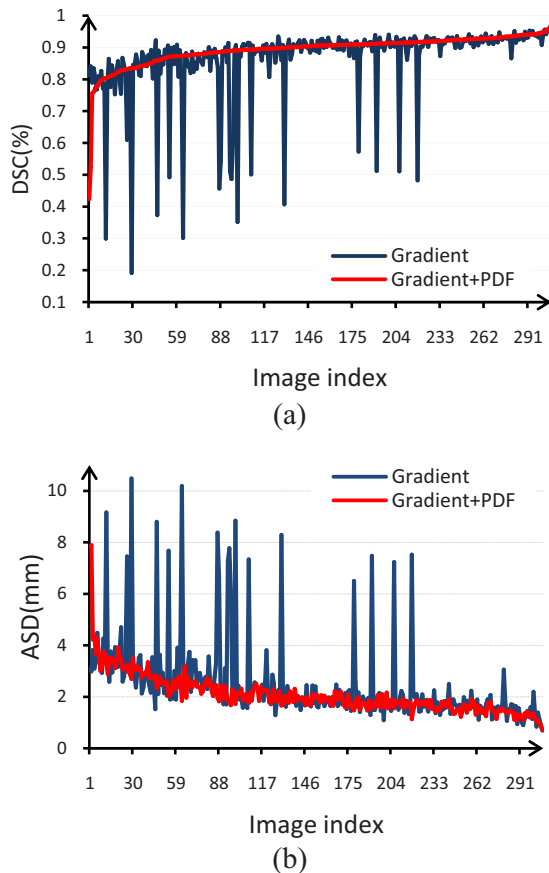 1
0.9
0.8
0.7
0.6
0.5
0.4
0.3
0.2
0.1
DSC(%)
Gradient
Gradient+PDF
1 30 59 88 117 146 175 204 233 262 291
Image index
(a)
10
8
6
4
2
0
ASD(mm)
Gradient
Gradient+PDF
1 30 59 88 117 146 175 204 233 262 291
Image index
(b)